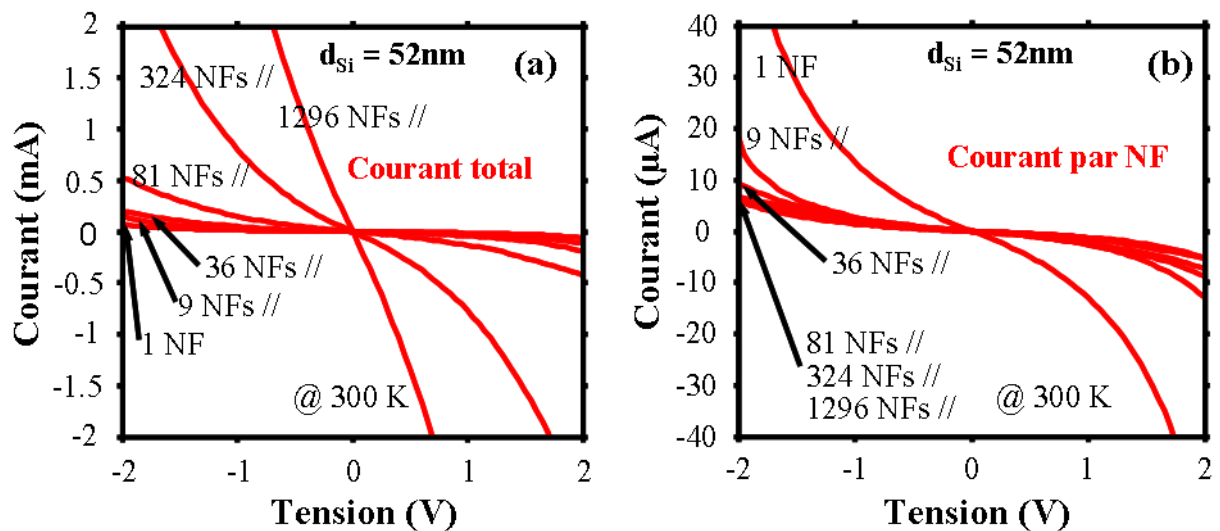 2
1.5
1
0.5
0
-0.5
-1
-1.5
-2
Courant (mA)
d_Si = 52nm
(a)
324 NFs //
1296 NFs //
Courant total
81 NFs //
36 NFs //
9 NFs //
1 NF
@ 300 K
-2 -1 0 1 2
Tension (V)
40
30
20
10
0
-10
-20
-30
-40
Courant (µA)
d_Si = 52nm
(b)
1 NF
9 NFs //
Courant par NF
36 NFs //
81 NFs //
324 NFs //
1296 NFs //
@ 300 K
-2 -1 0 1 2
Tension (V)